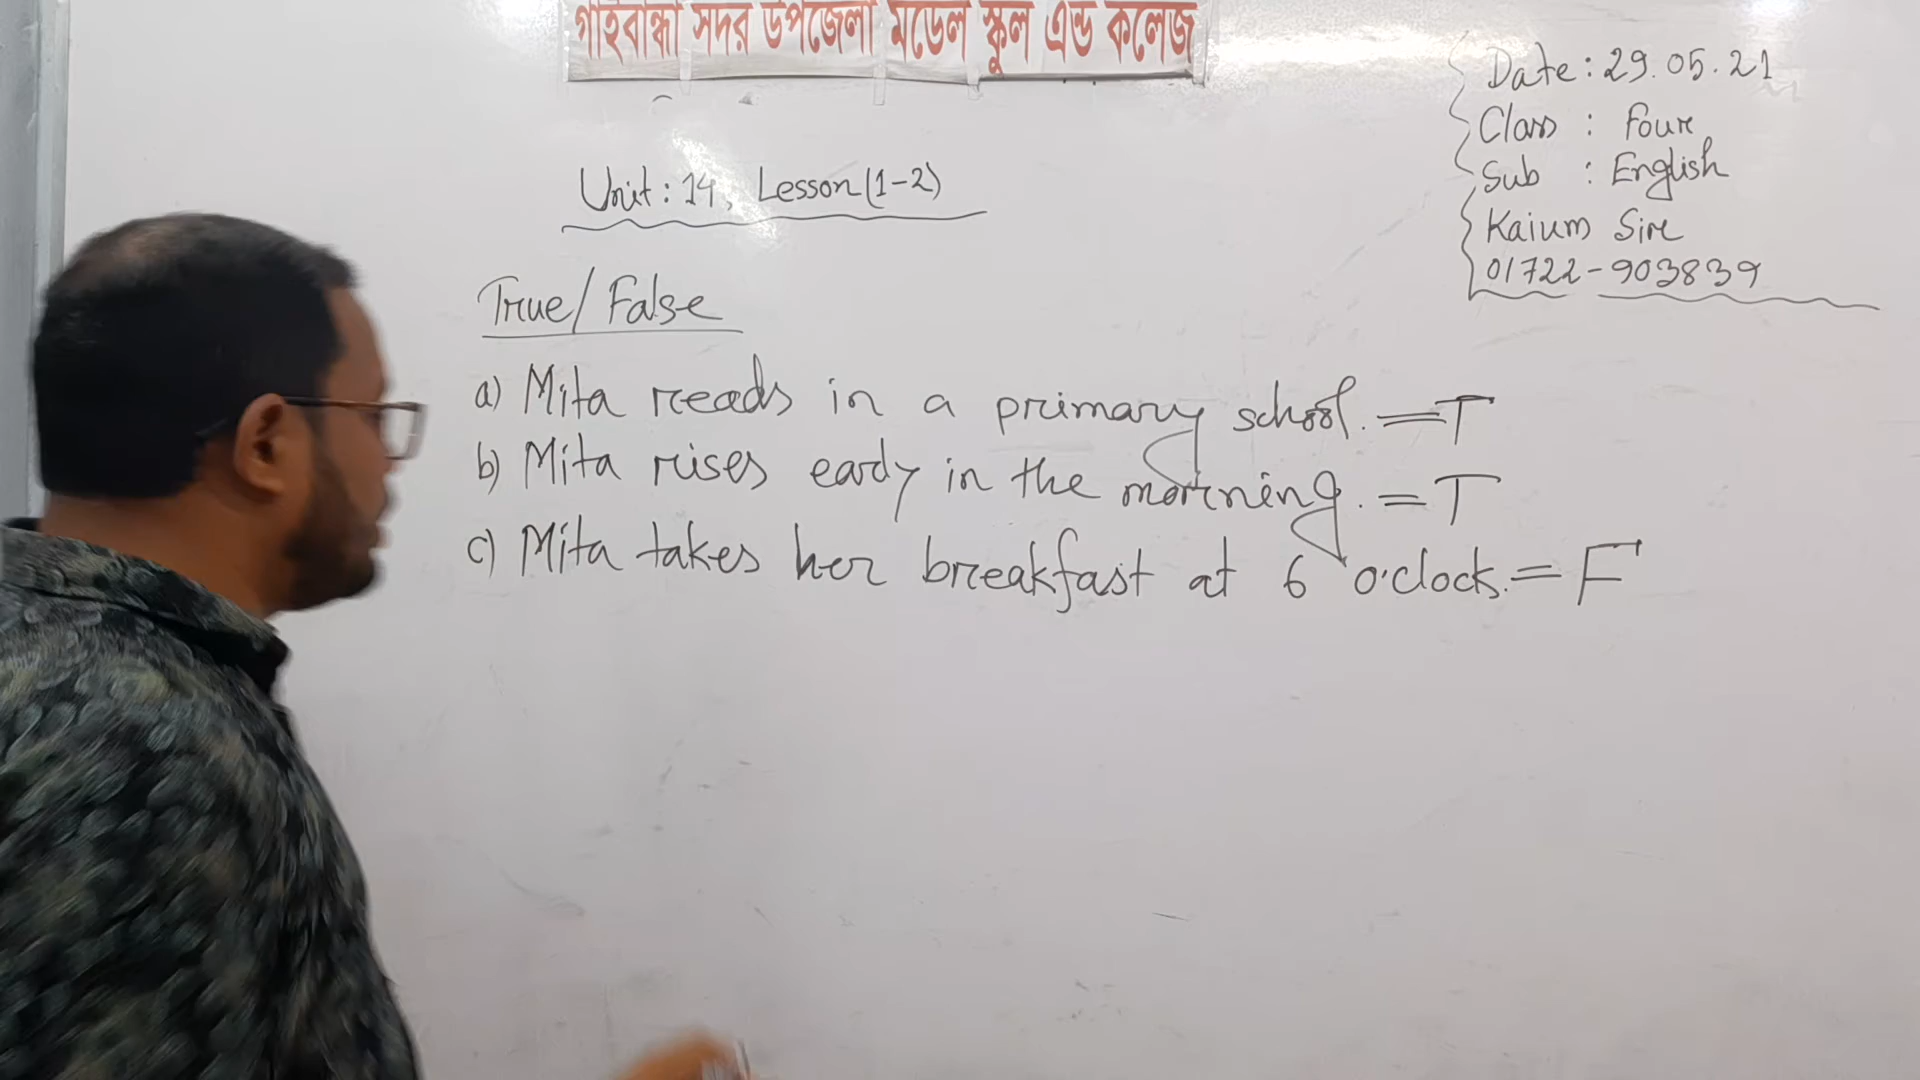 গাইবান্ধা সদর উপজেলা মডেল স্কুল এন্ড কলেজ
Date: 29.05.21
Class : Four
Sub : English
Kaium Sir
01722-903839
Unit: 14, Lesson (1-2)
True/False
a) Mita reads in a primary school. = T
b) Mita rises early in the morning. = T
c) Mita takes her breakfast at 6 o'clock. = F